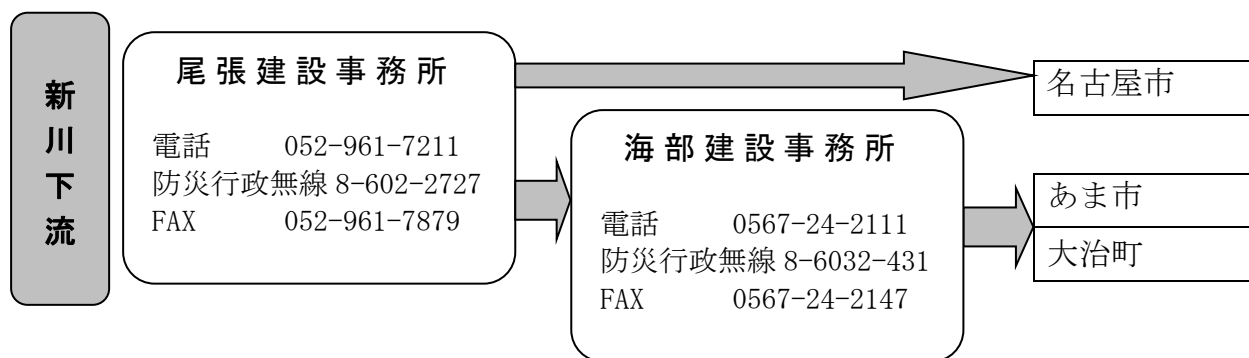 新川下流
尾張建設事務所
電話 052-961-7211
防災行政無線 8-602-2727
FAX 052-961-7879
海部建設事務所
電話 0567-24-2111
防災行政無線 8-6032-431
FAX 0567-24-2147
名古屋市
あま市
大治町